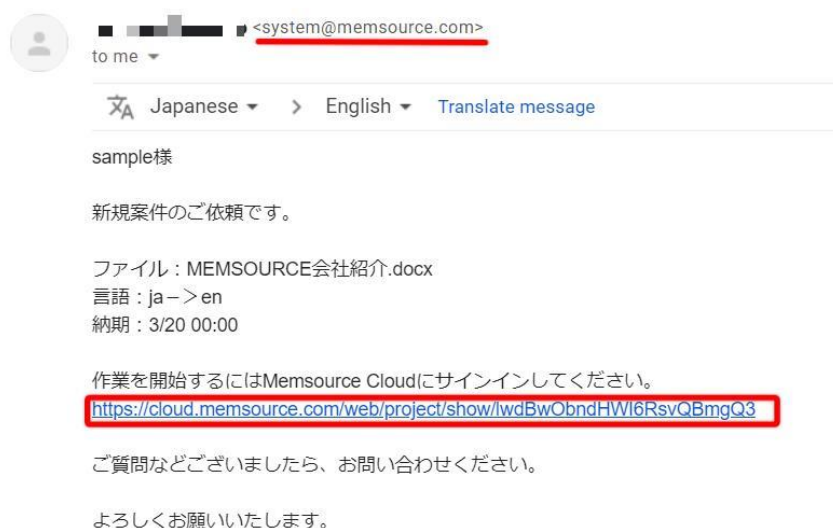 <system@memsource.com>
to me
Japanese > English Translate message
sample様
新規案件のご依頼です。
ファイル：MEMSOURCE会社紹介.docx
言語：ja－＞en
納期：3/20 00:00
作業を開始するにはMemsource Cloudにサインインしてください。
https://cloud.memsource.com/web/project/show/lwdBwObndHWI6RsvQBmgQ3
ご質問などございましたら、お問い合わせください。
よろしくお願いいたします。